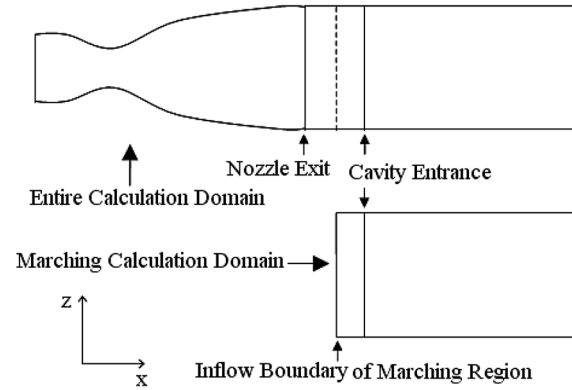 Nozzle Exit
Cavity Entrance
Entire Calculation Domain
Marching Calculation Domain
z
x
Inflow Boundary of Marching Region